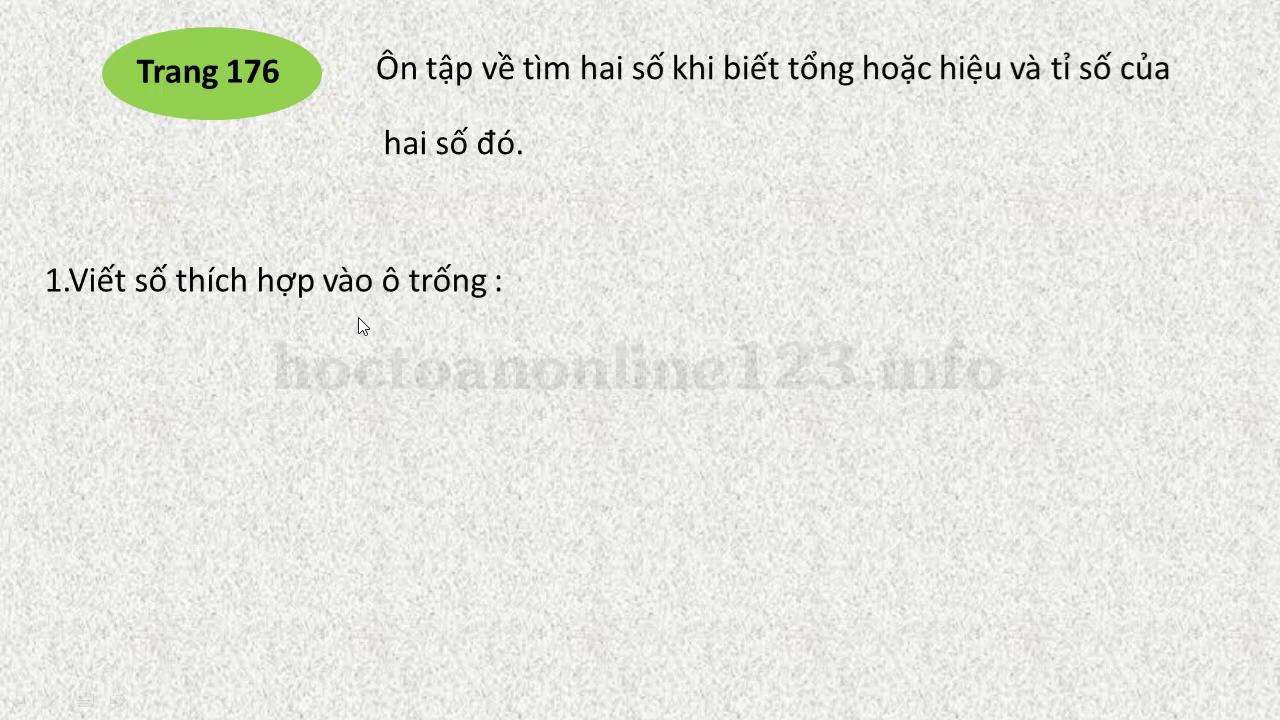 Trang 176
Ôn tập về tìm hai số khi biết tổng hoặc hiệu và tỉ số của
hai số đó.
1.Viết số thích hợp vào ô trống :
hoctoanonline123.info